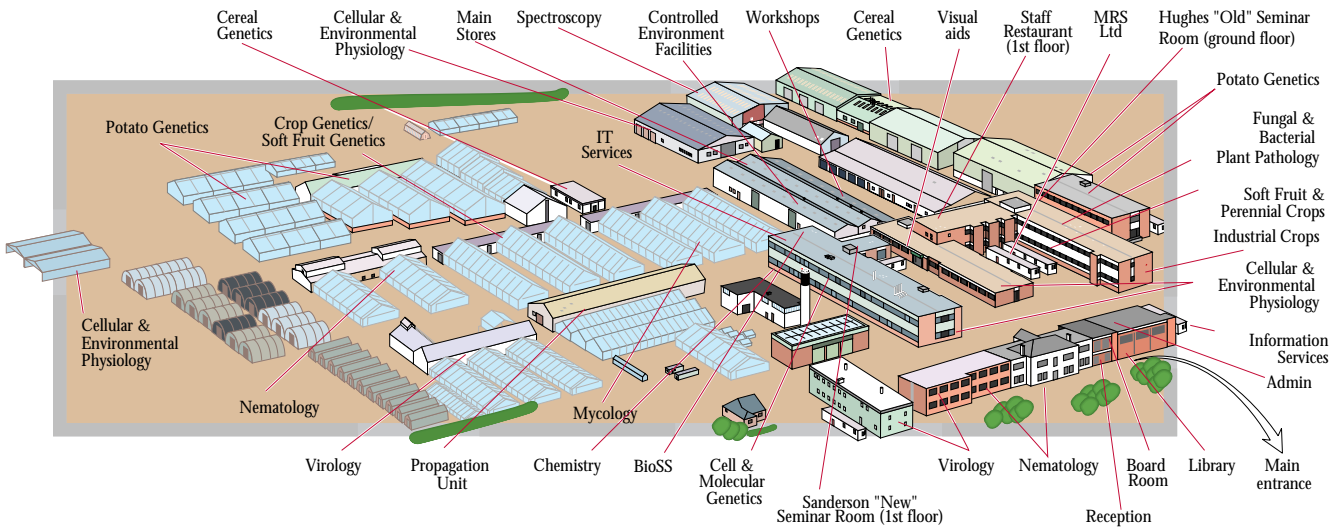 Cereal
Genetics
Cellular &
Environmental
Physiology
Main
Stores
Spectroscopy
Controlled
Environment
Facilities
Workshops
Cereal
Genetics
Visual
aids
Staff
Restaurant
(1st floor)
MRS
Ltd
Hughes "Old" Seminar
Room (ground floor)
Potato Genetics
Crop Genetics/
Soft Fruit Genetics
IT
Services
Potato Genetics
Fungal &
Bacterial
Plant Pathology
Soft Fruit &
Perennial Crops
Industrial Crops
Cellular &
Environmental
Physiology
Cellular &
Environmental
Physiology
Information
Services
Admin
Nematology
Mycology
Virology
Propagation
Unit
Chemistry
BioSS
Cell &
Molecular
Genetics
Sanderson "New"
Seminar Room (1st floor)
Virology
Nematology
Board
Room
Library
Main
entrance
Reception